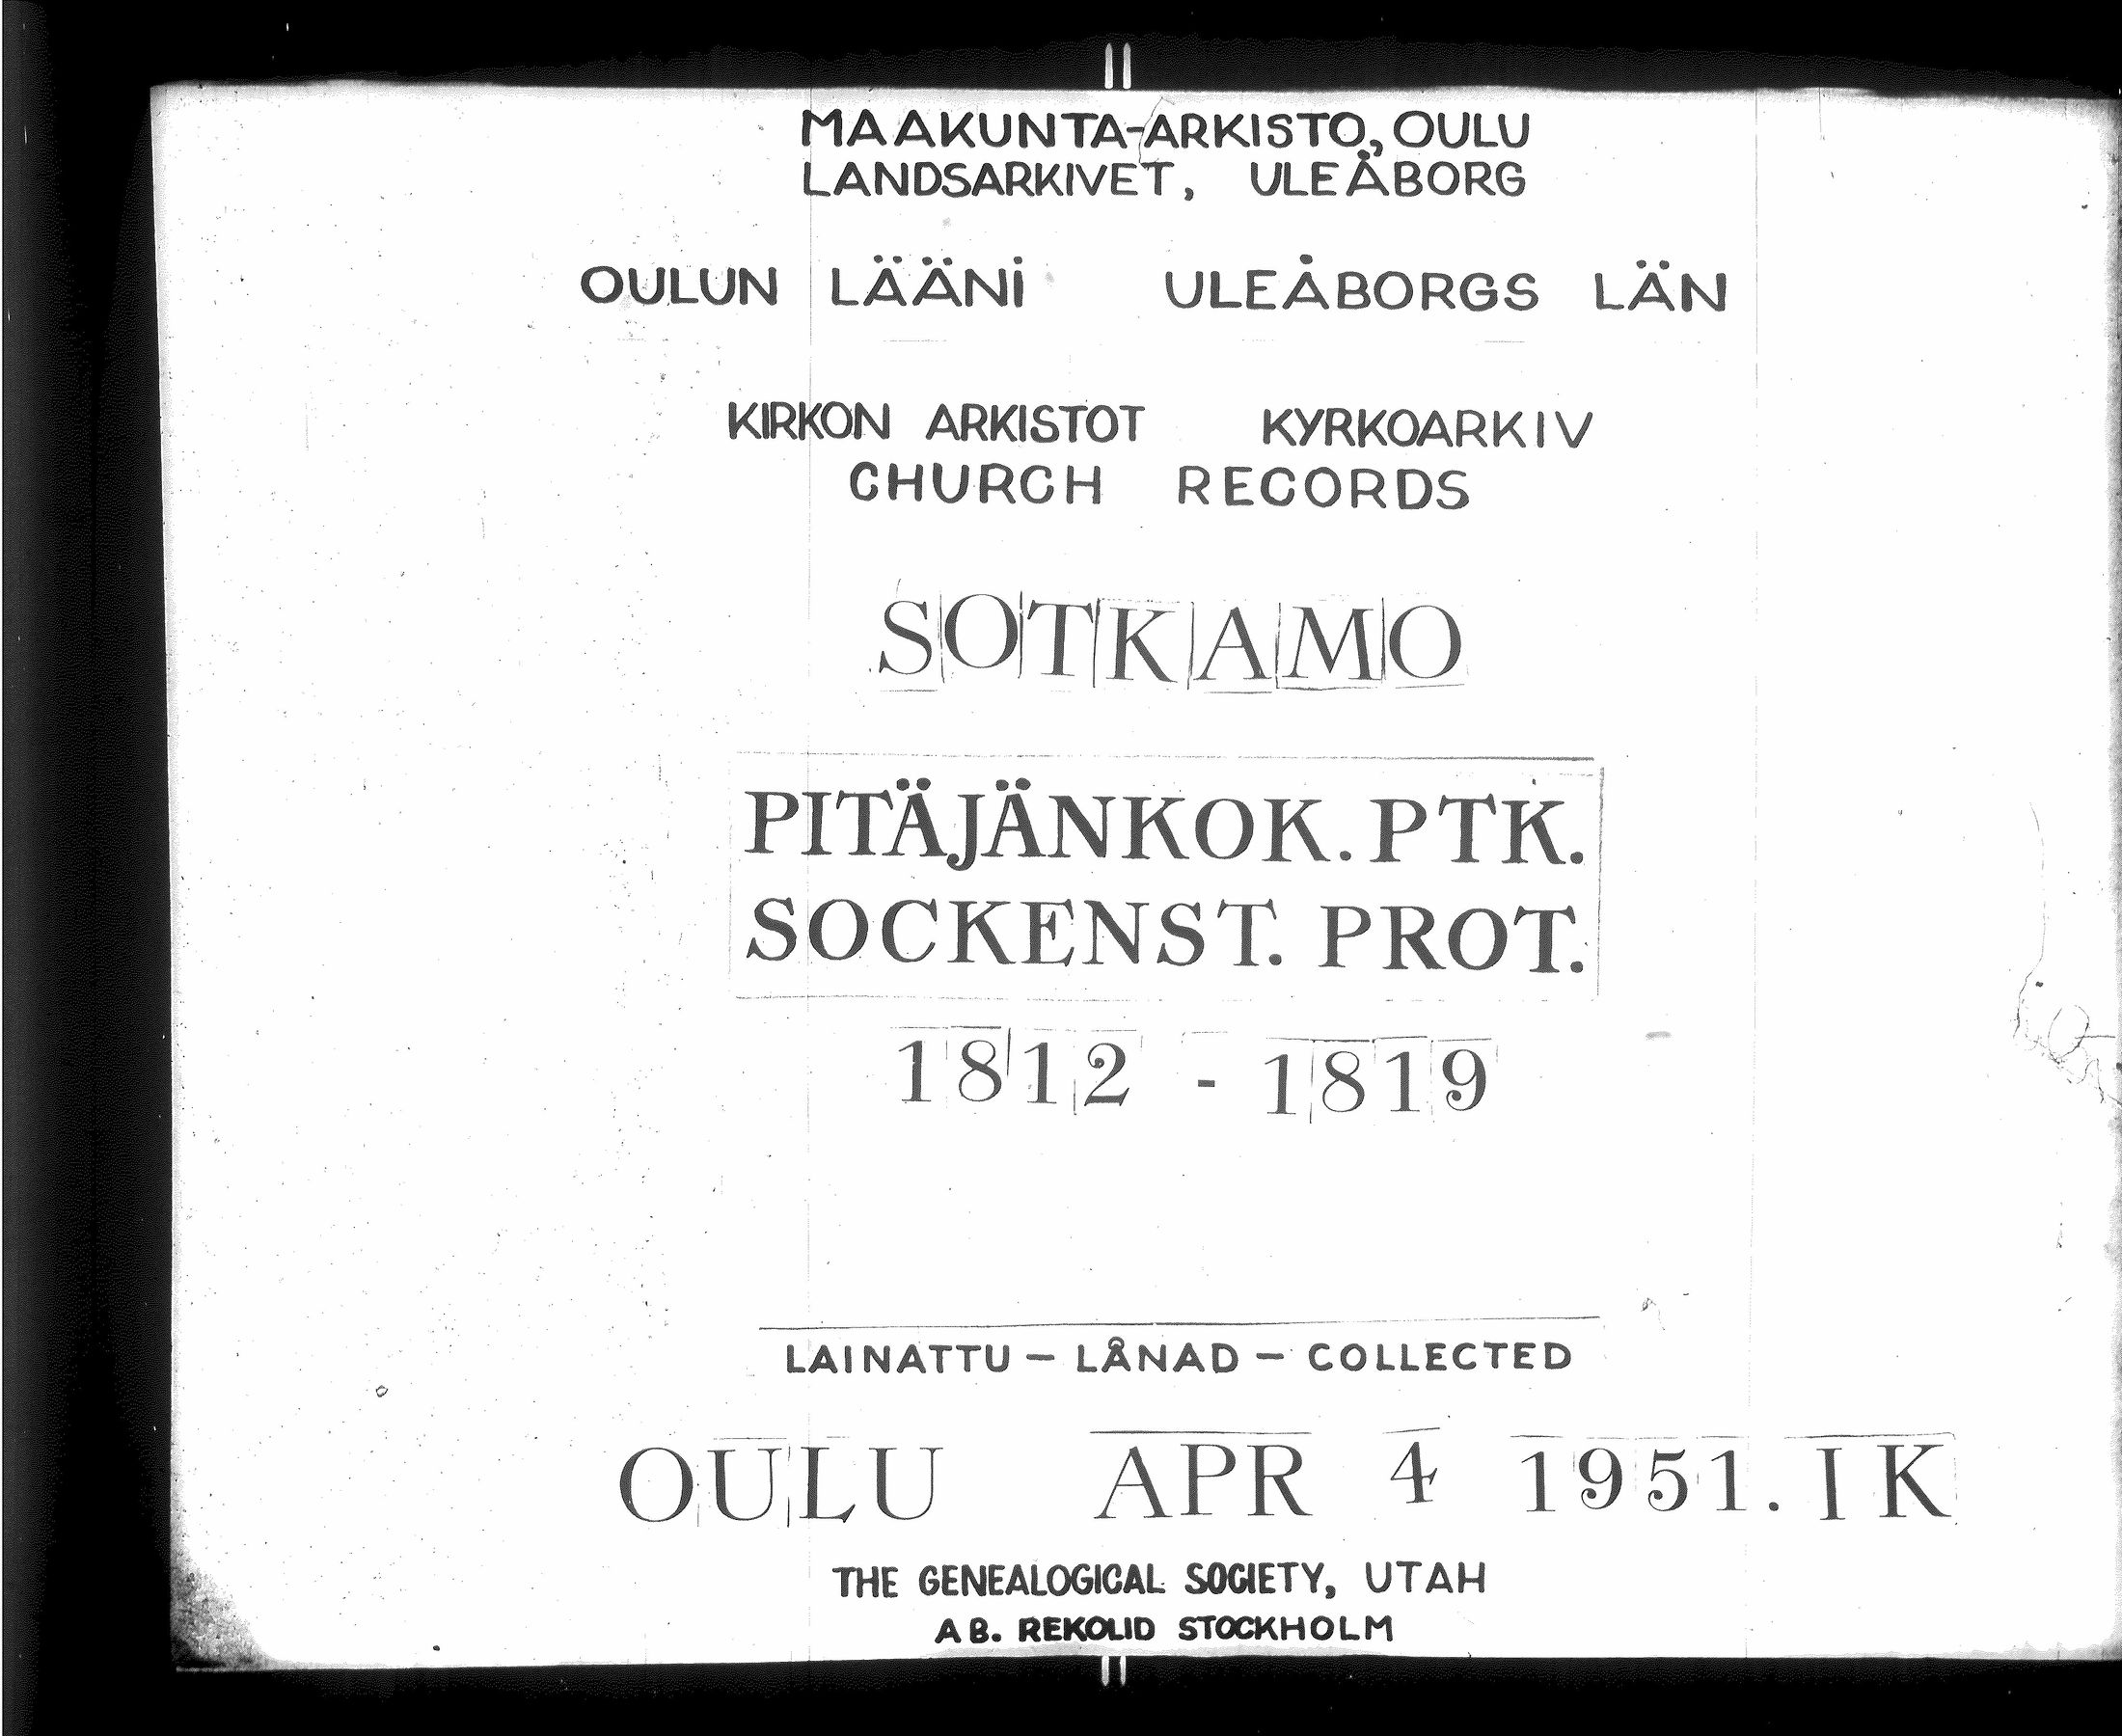 MAAKUNTA-ARKISTO, OULU
LANDSARKIVET, ULEÅBORG
OULUN LÄÄNI ULEÅBORGS LÄN
KIRKON ARKISTOT KYRKOARKIV
CHURCH RECORDS
SOTKAMO
PITÄJÄNKOK. PTK.
SOCKENST. PROT.
1812 - 1819
LAINATTU - LÅNAD - COLLECTED
OULU APR 4 1951. IK
THE GENEALOGICAL SOCIETY, UTAH
AB. REKOLID STOCKHOLM